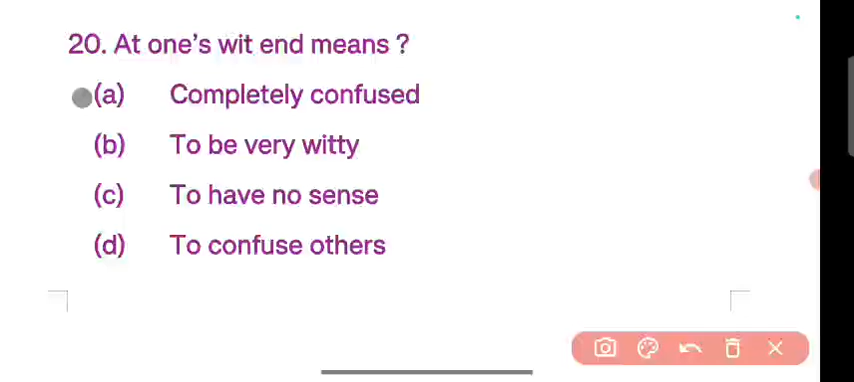 20. At one's wit end means ?
(a) Completely confused
(b) To be very witty
(c) To have no sense
(d) To confuse others